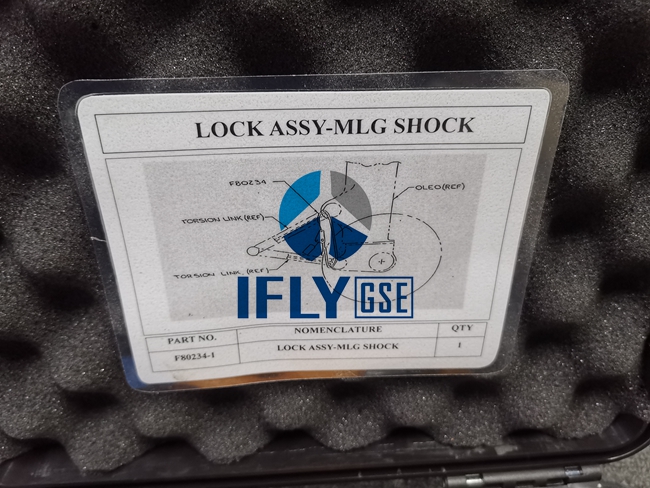 LOCK ASSY-MLG SHOCK
F80234
OLEO (REF)
TORSION LINK (REF)
TORSION LINK (REF)
IFLY GSE
PART NO. NOMENCLATURE QTY
F80234-1 LOCK ASSY-MLG SHOCK 1